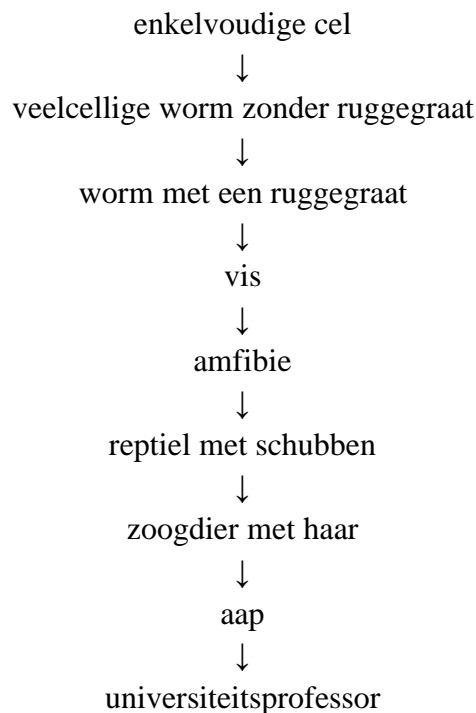 enkelvoudige cel
↓
veelcellige worm zonder ruggegraat
↓
worm met een ruggegraat
↓
vis
↓
amfibie
↓
reptiel met schubben
↓
zoogdier met haar
↓
aap
↓
universiteitsprofessor